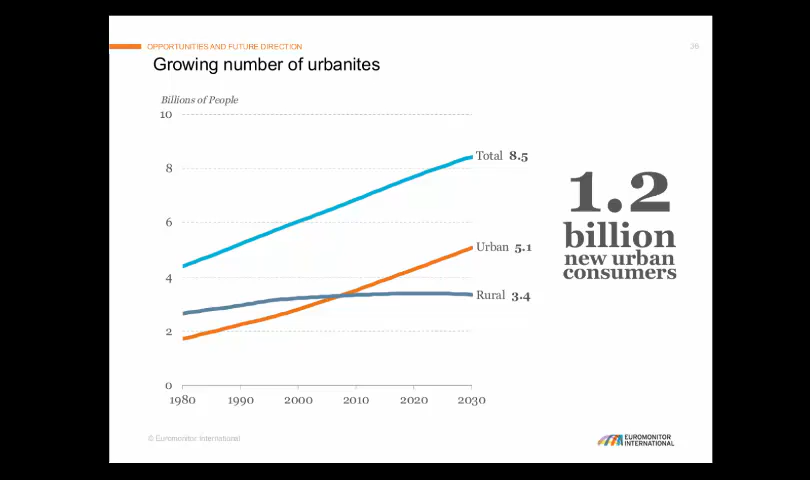 OPPORTUNITIES AND FUTURE DIRECTION
36
Growing number of urbanites
Billions of People
10
8
6
4
2
0
1980 1990 2000 2010 2020 2030
Total 8.5
Urban 5.1
Rural 3.4
1.2
billion
new urban
consumers
© Euromonitor International
EUROMONITOR
INTERNATIONAL